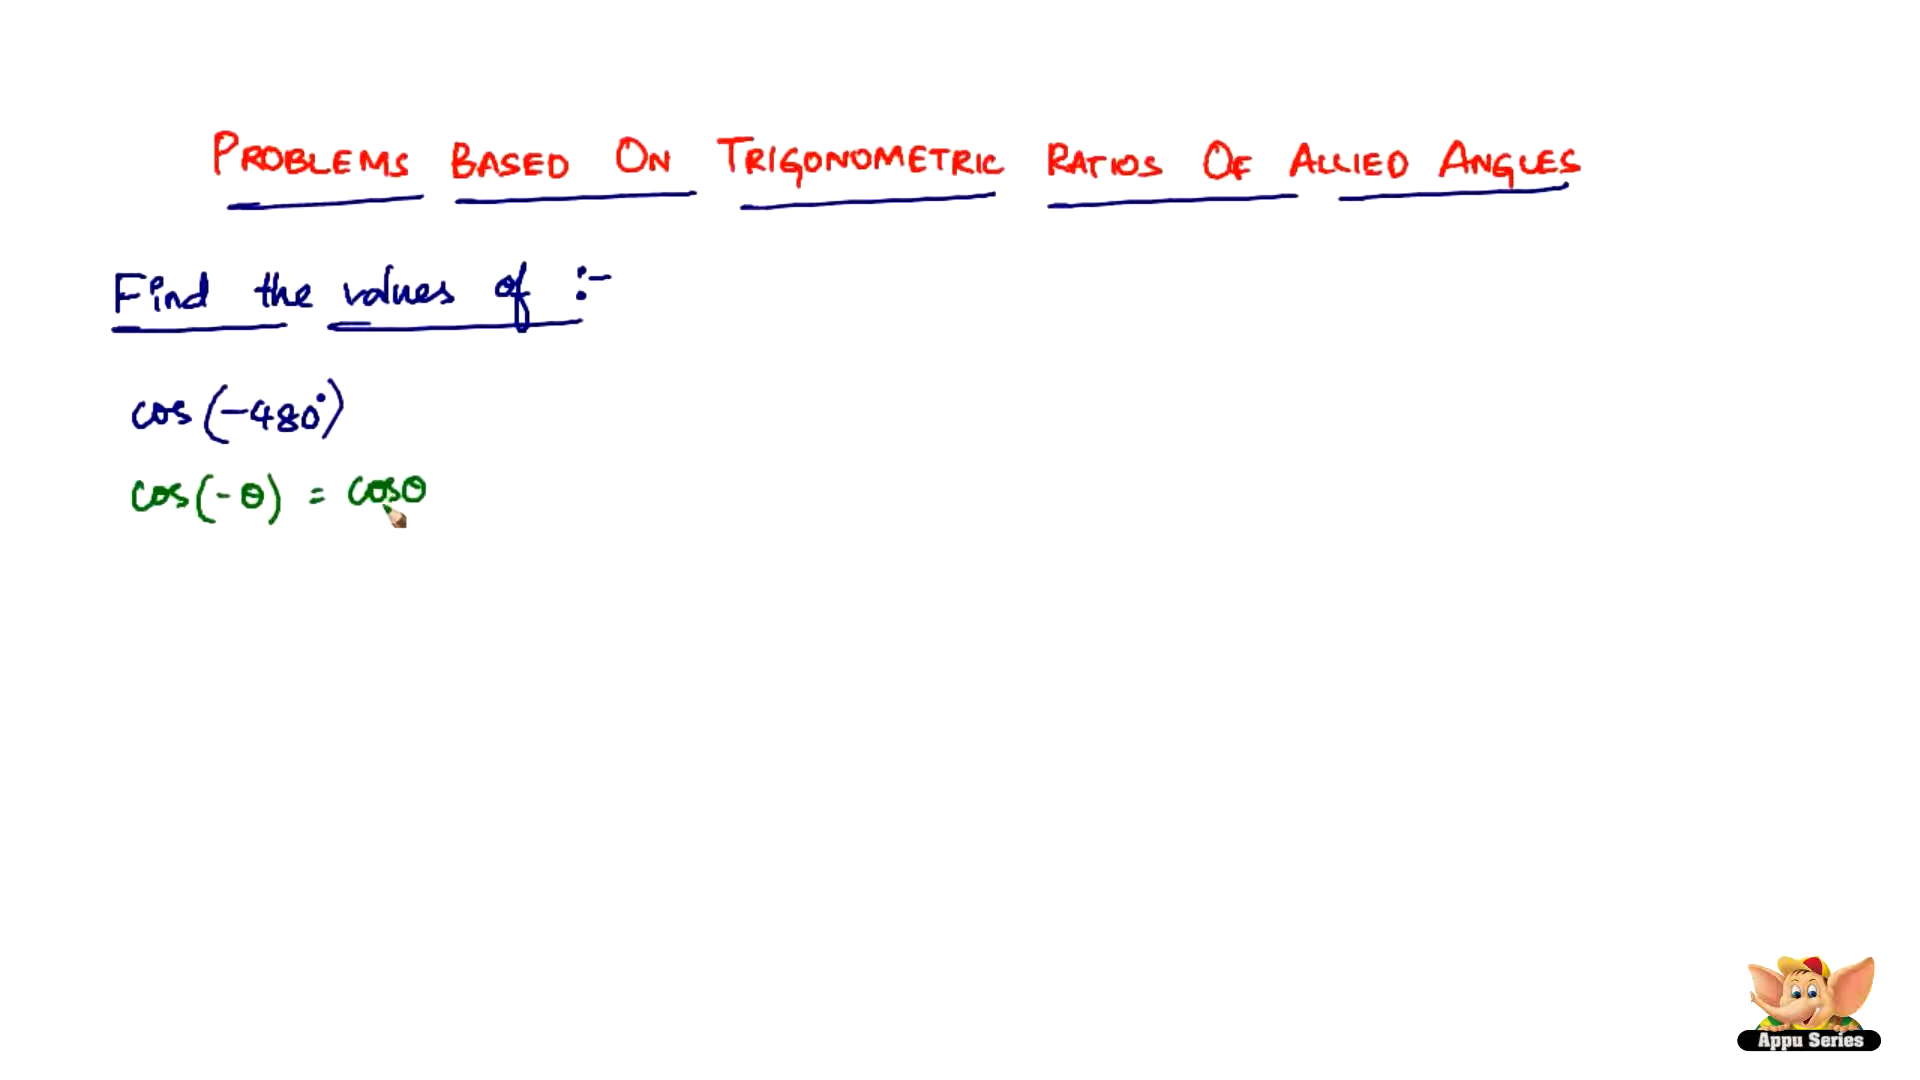 PROBLEMS BASED ON TRIGONOMETRIC RATIOS OF ALLIED ANGLES
Find the values of :-
cos(-480°)
cos(-θ) = cosθ
Appu Series